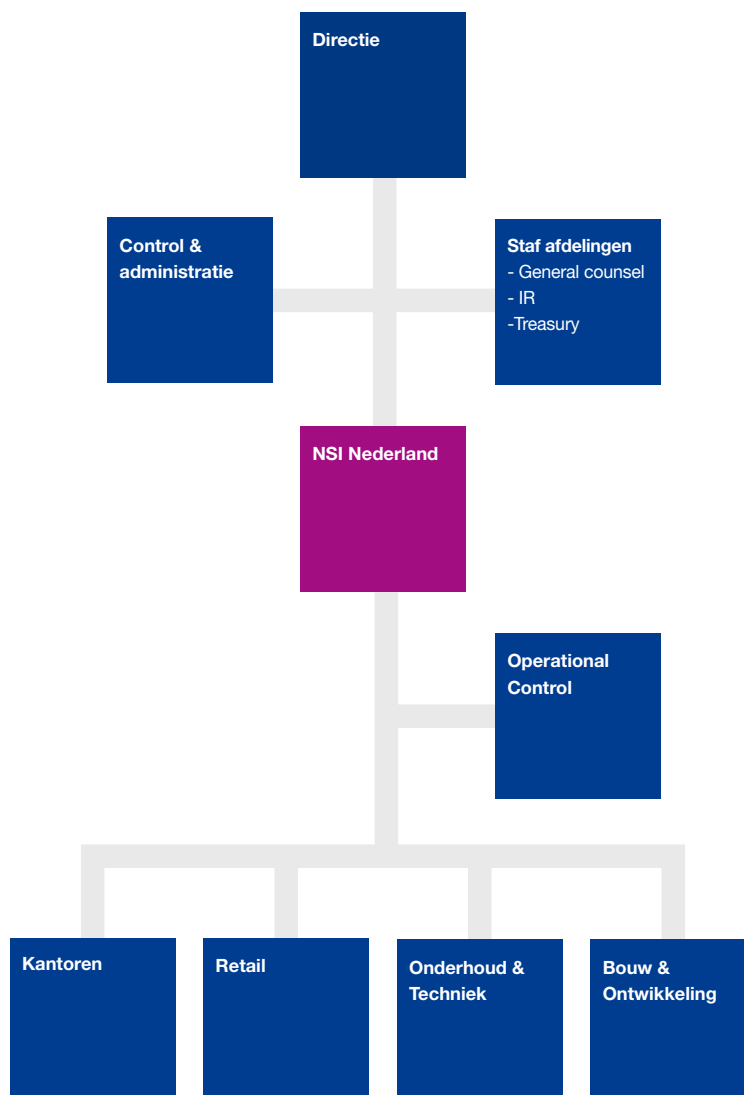 Directie
Control &
administratie
Staf afdelingen
- General counsel
- IR
-Treasury
NSI Nederland
Operational
Control
Kantoren
Retail
Onderhoud &
Techniek
Bouw &
Ontwikkeling